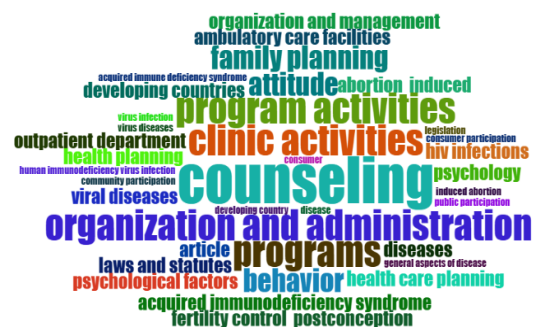 organization and management
ambulatory care facilities
family planning
acquired immune deficiency syndrome
developing countries
attitude
abortion induced
program activities
virus infection
virus diseases
outpatient department
clinic activities
legislation
consumer participation
health planning
hiv infections
consumer
human immunodeficiency virus infection
counseling
psychology
community participation
viral diseases
induced abortion
public participation
developing country
disease
organization and administration
article
programs
diseases
laws and statutes
general aspects of disease
psychological factors
behavior
health care planning
acquired immunodeficiency syndrome
fertility control postconception